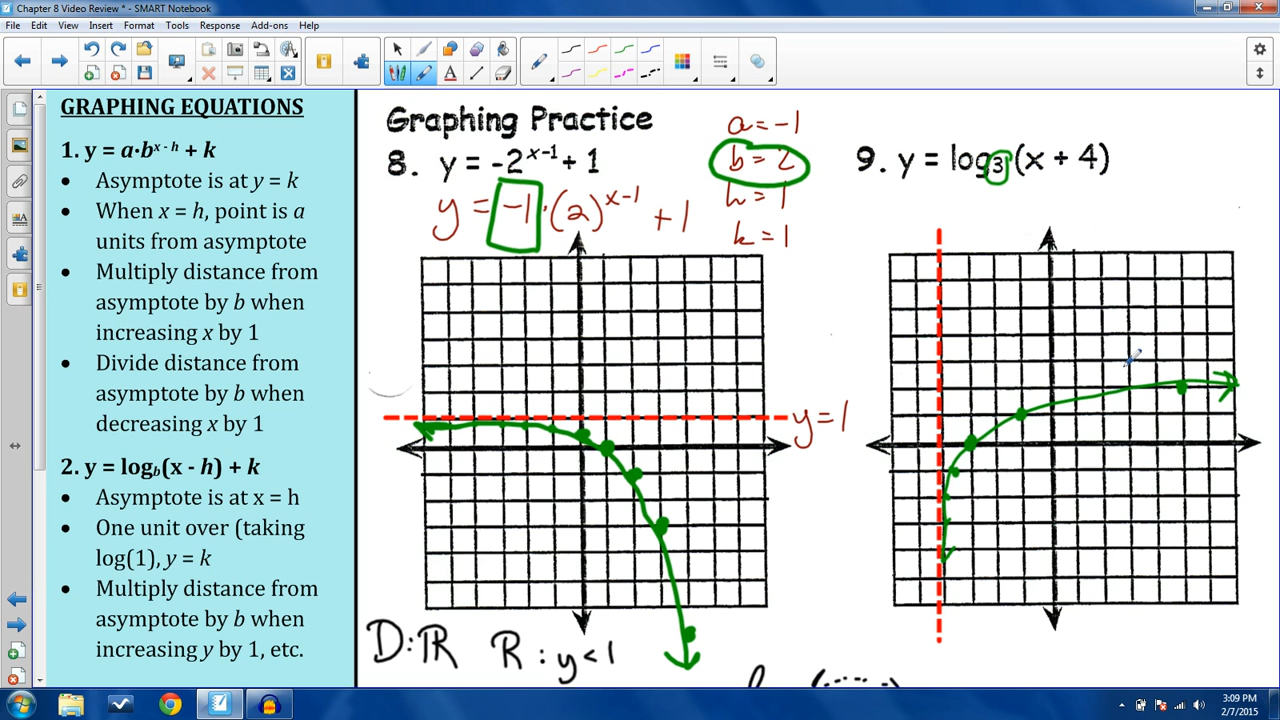 Chapter 8 Video Review * - SMART Notebook
File Edit View Insert Format Tools Response Add-ons Help
GRAPHING EQUATIONS
1. y = a·b^(x - h) + k
• Asymptote is at y = k
• When x = h, point is a
units from asymptote
• Multiply distance from
asymptote by b when
increasing x by 1
• Divide distance from
asymptote by b when
decreasing x by 1
2. y = log_b(x - h) + k
• Asymptote is at x = h
• One unit over (taking
log(1), y = k
• Multiply distance from
asymptote by b when
increasing y by 1, etc.
Graphing Practice
8. y = -2^(x-1) + 1
y = -1·(2)^(x-1) + 1
a = -1
b = 2
h = 1
k = 1
y = 1
D: ℝ R: y < 1
9. y = log_3(x + 4)
3:09 PM
2/7/2015